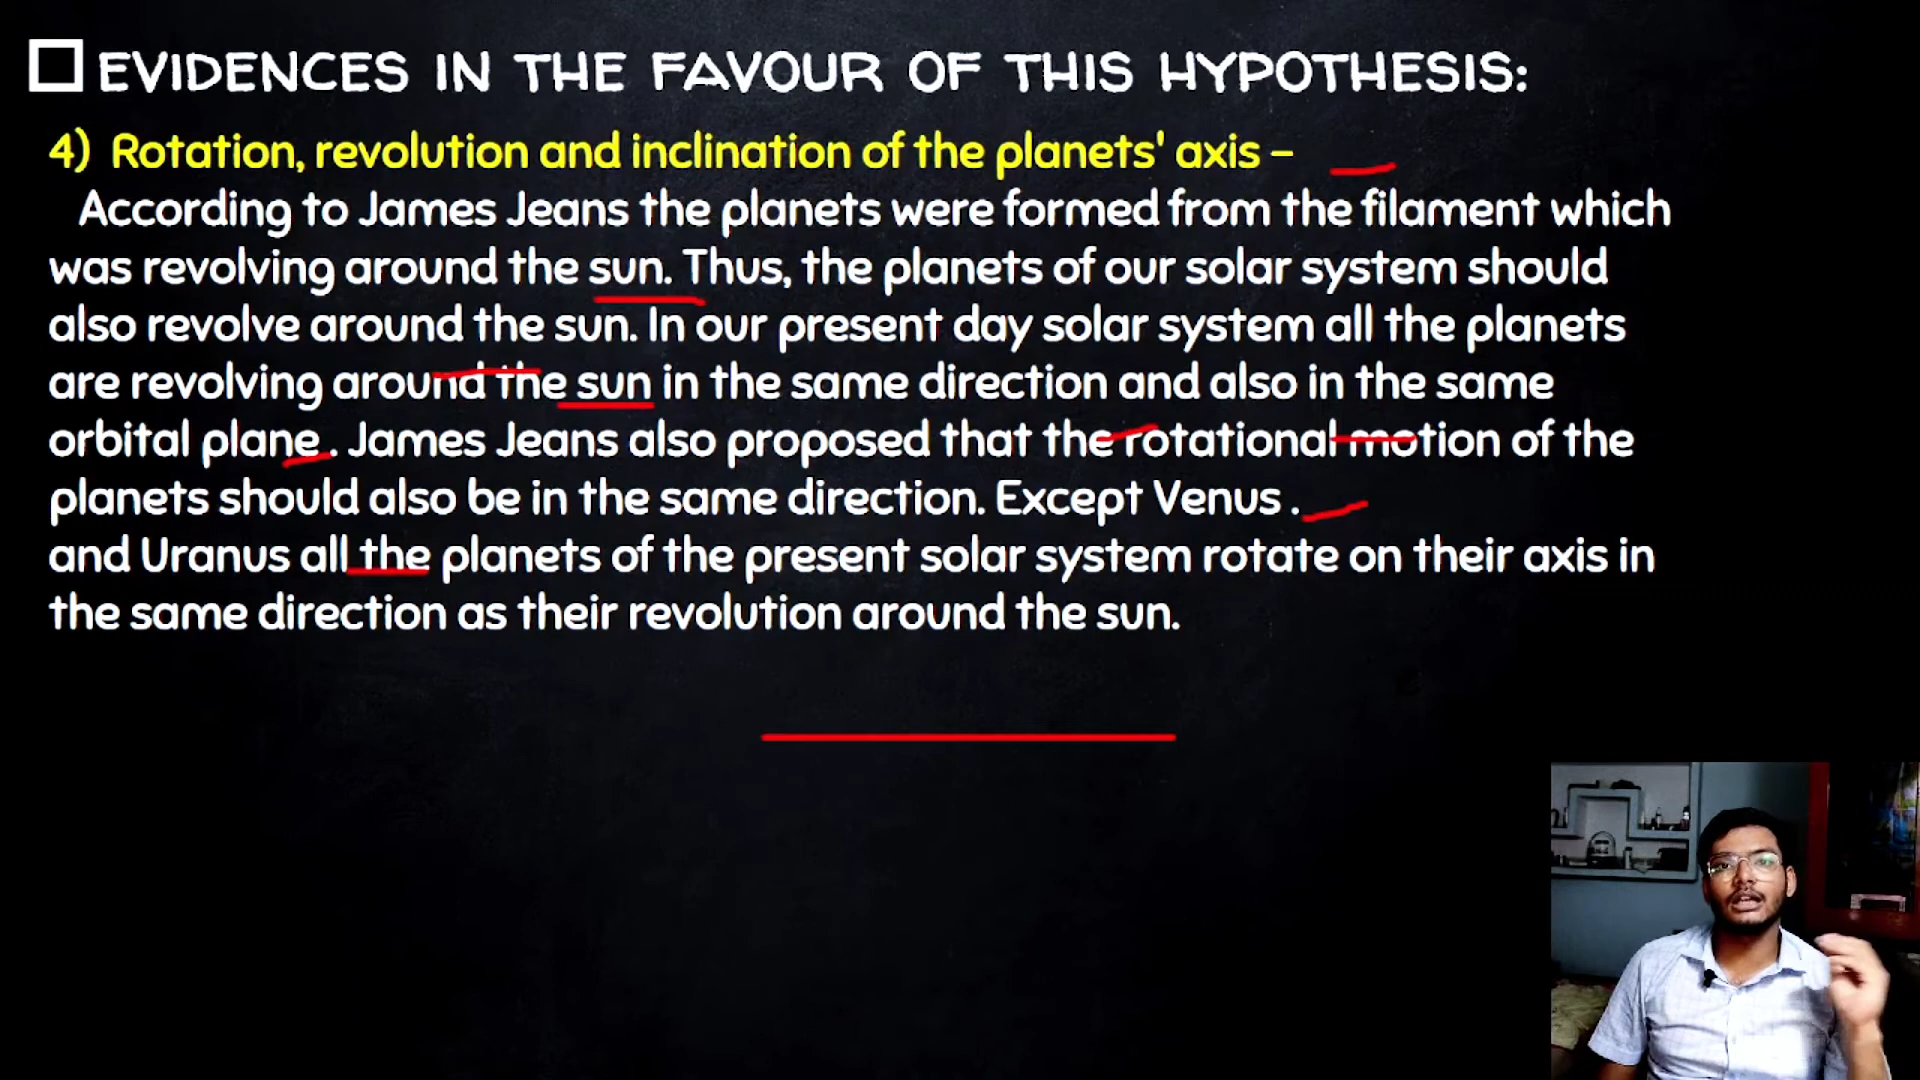 EVIDENCES IN THE FAVOUR OF THIS HYPOTHESIS:
4) Rotation, revolution and inclination of the planets' axis –
According to James Jeans the planets were formed from the filament which
was revolving around the sun. Thus, the planets of our solar system should
also revolve around the sun. In our present day solar system all the planets
are revolving around the sun in the same direction and also in the same
orbital plane . James Jeans also proposed that the rotational motion of the
planets should also be in the same direction. Except Venus .
and Uranus all the planets of the present solar system rotate on their axis in
the same direction as their revolution around the sun.